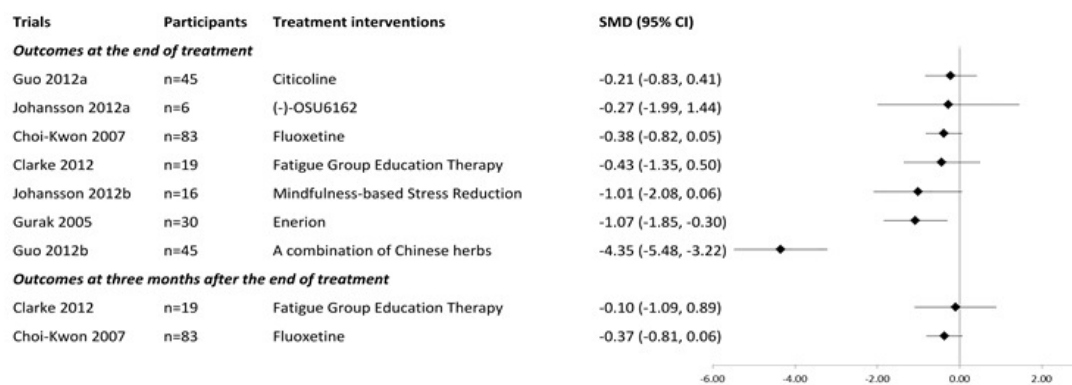 Trials Participants Treatment interventions SMD (95% CI)
Outcomes at the end of treatment
Guo 2012a n=45 Citicoline -0.21 (-0.83, 0.41)
Johansson 2012a n=6 (-)-OSU6162 -0.27 (-1.99, 1.44)
Choi-Kwon 2007 n=83 Fluoxetine -0.38 (-0.82, 0.05)
Clarke 2012 n=19 Fatigue Group Education Therapy -0.43 (-1.35, 0.50)
Johansson 2012b n=16 Mindfulness-based Stress Reduction -1.01 (-2.08, 0.06)
Gurak 2005 n=30 Enerion -1.07 (-1.85, -0.30)
Guo 2012b n=45 A combination of Chinese herbs -4.35 (-5.48, -3.22)
Outcomes at three months after the end of treatment
Clarke 2012 n=19 Fatigue Group Education Therapy -0.10 (-1.09, 0.89)
Choi-Kwon 2007 n=83 Fluoxetine -0.37 (-0.81, 0.06)
-6.00 -4.00 -2.00 0.00 2.00